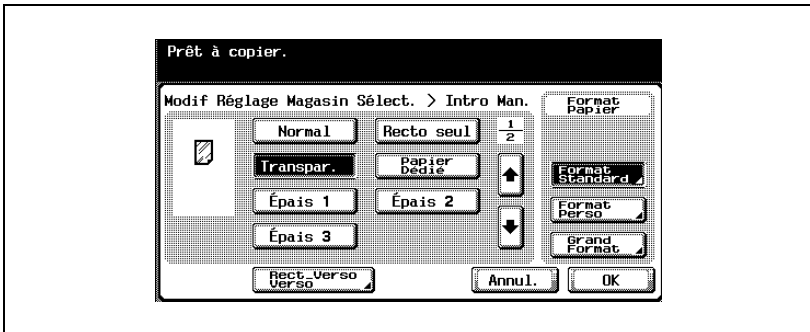 Prêt à copier.
Modif Réglage Magasin Sélect. > Intro Man.
Format
Papier
Normal
Recto seul
1
2
Transpar.
Papier
Dédié
Format
Standard
Épais 1
Épais 2
Format
Perso
Épais 3
Grand
Format
Rect_Verso
Verso
Annul.
OK